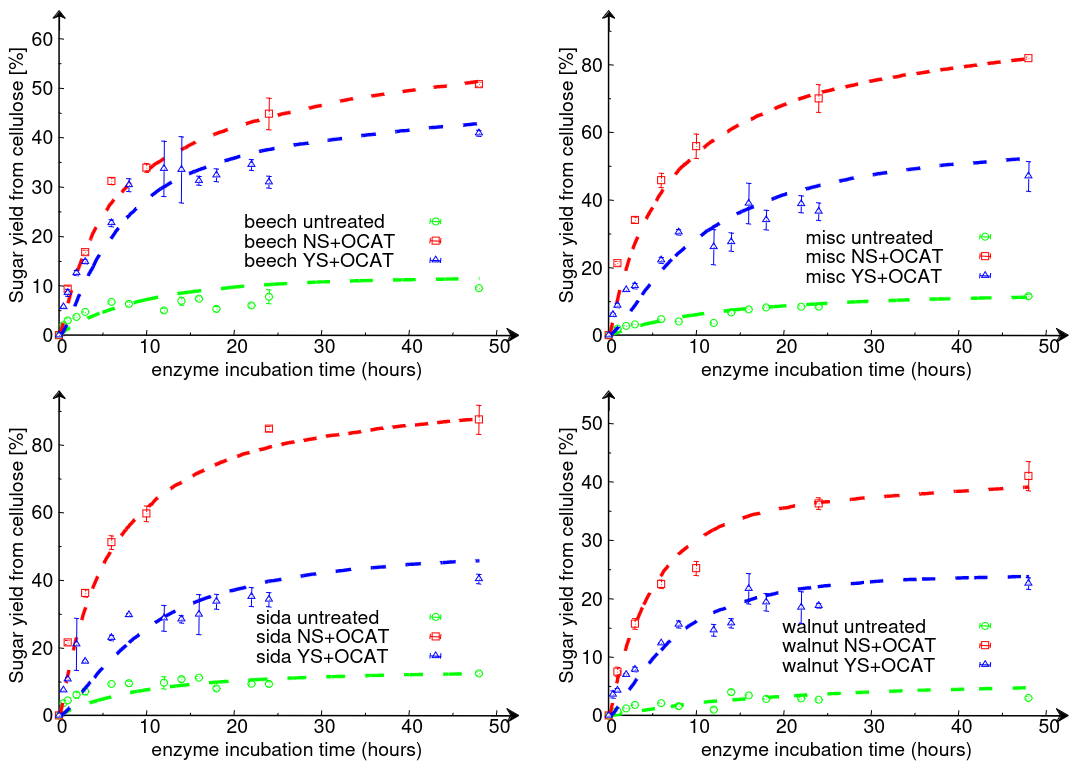 Sugar yield from cellulose [%]
60
50
40
30
20
10
0
beech untreated
beech NS+OCAT
beech YS+OCAT
0 10 20 30 40 50
enzyme incubation time (hours)
Sugar yield from cellulose [%]
80
60
40
20
0
misc untreated
misc NS+OCAT
misc YS+OCAT
0 10 20 30 40 50
enzyme incubation time (hours)
Sugar yield from cellulose [%]
80
60
40
20
0
sida untreated
sida NS+OCAT
sida YS+OCAT
0 10 20 30 40 50
enzyme incubation time (hours)
Sugar yield from cellulose [%]
50
40
30
20
10
0
walnut untreated
walnut NS+OCAT
walnut YS+OCAT
0 10 20 30 40 50
enzyme incubation time (hours)